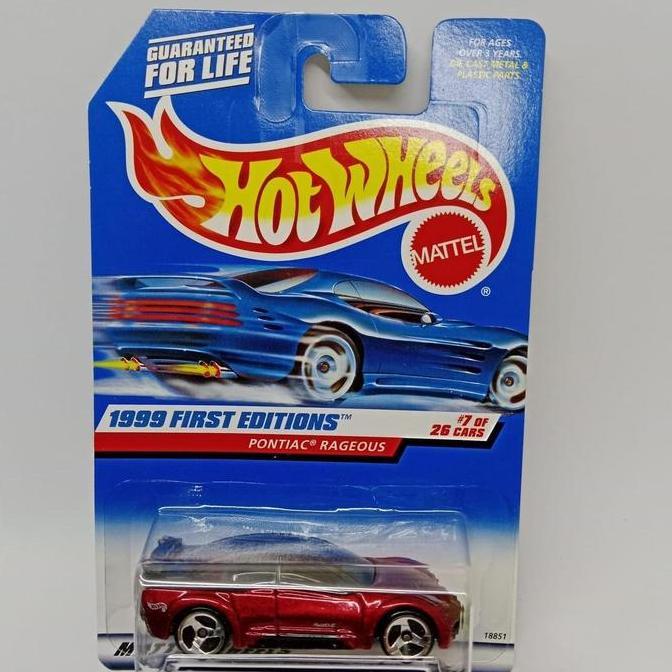 GUARANTEED
FOR LIFE
FOR AGES
OVER 3 YEARS.
DIE CAST METAL &
PLASTIC PARTS.
HOT WHEELS
MATTEL
®
1999 FIRST EDITIONS™
#7 OF
26 CARS
PONTIAC® RAGEOUS
18851